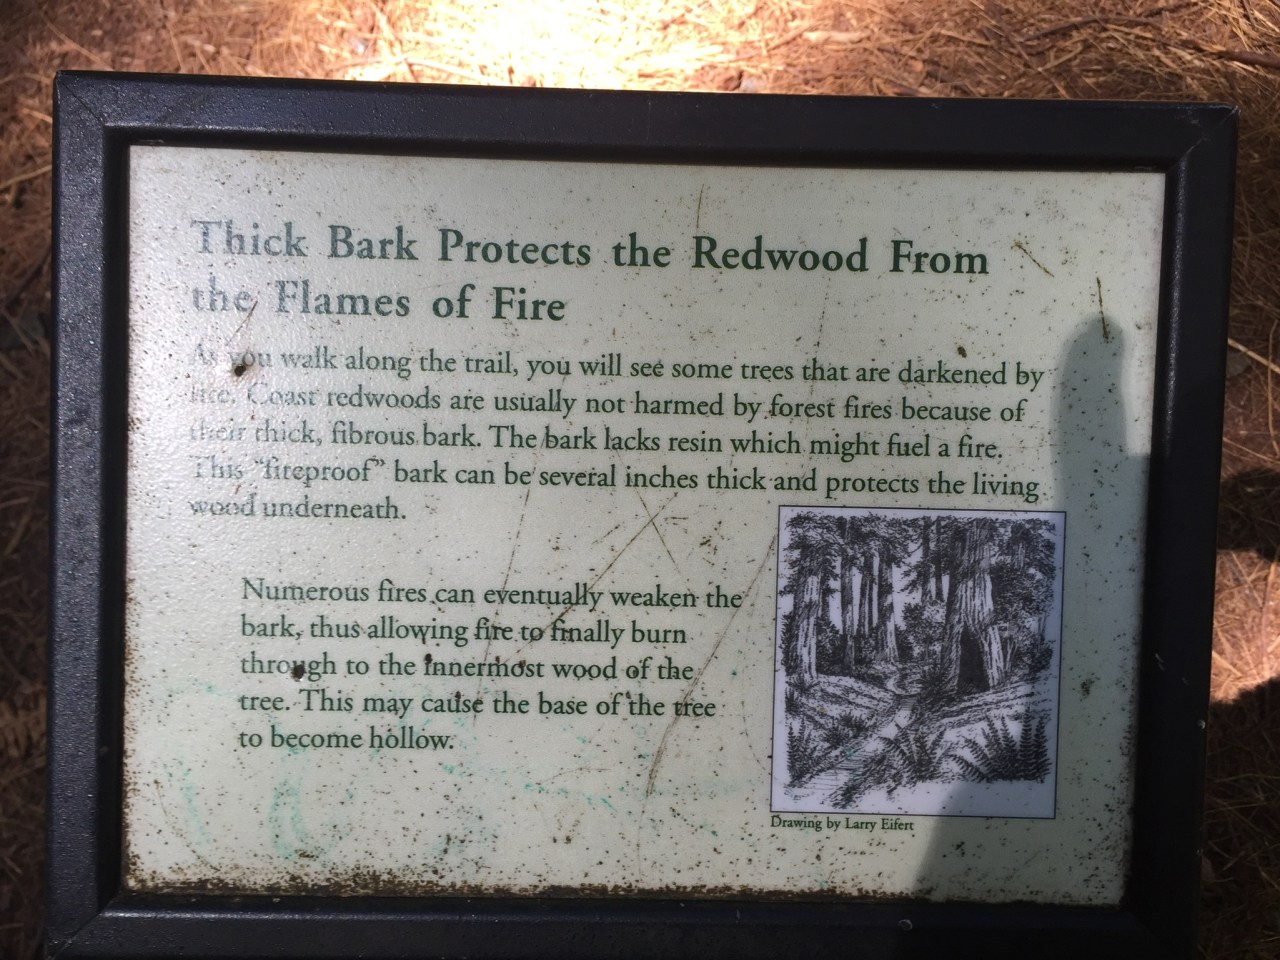 Thick Bark Protects the Redwood From
the Flames of Fire
As you walk along the trail, you will see some trees that are darkened by
fire. Coast redwoods are usually not harmed by forest fires because of
their thick, fibrous bark. The bark lacks resin which might fuel a fire.
This “fireproof” bark can be several inches thick and protects the living
wood underneath.
Numerous fires can eventually weaken the
bark, thus allowing fire to finally burn
through to the innermost wood of the
tree. This may cause the base of the tree
to become hollow.
Drawing by Larry Eifert